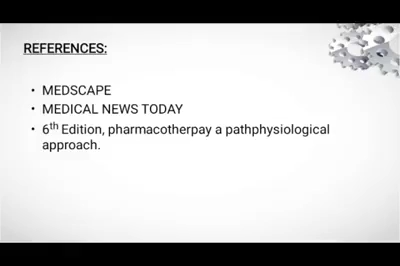 REFERENCES:
• MEDSCAPE
• MEDICAL NEWS TODAY
• 6th Edition, pharmacotherpay a pathphysiological
approach.